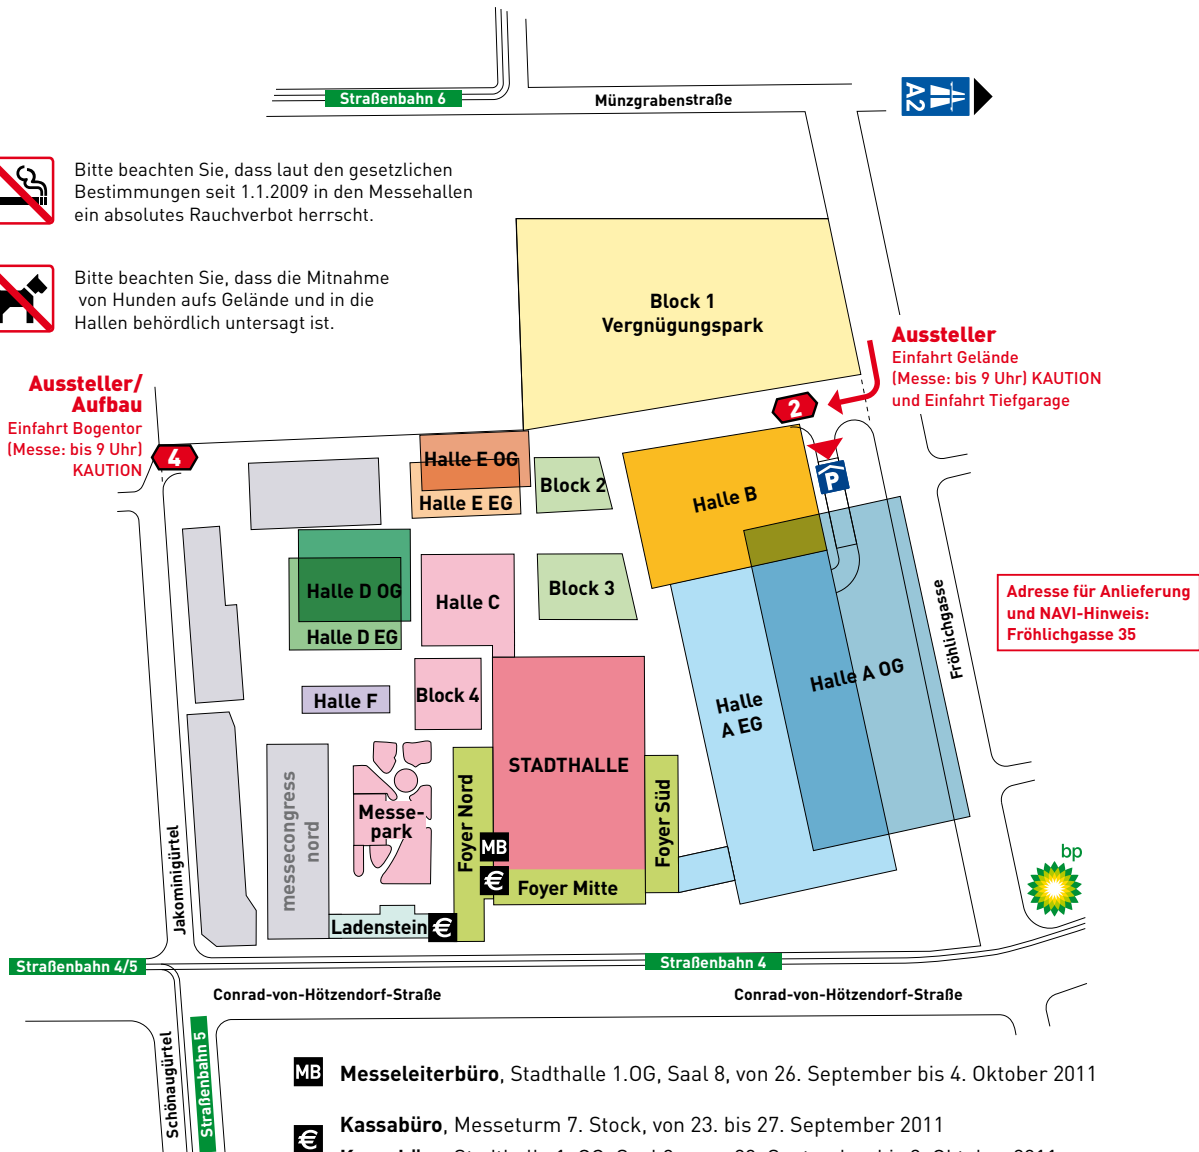 Straßenbahn 6
Münzgrabenstraße
A2
Bitte beachten Sie, dass laut den gesetzlichen
Bestimmungen seit 1.1.2009 in den Messehallen
ein absolutes Rauchverbot herrscht.
Bitte beachten Sie, dass die Mitnahme
von Hunden aufs Gelände und in die
Hallen behördlich untersagt ist.
Block 1
Vergnügungspark
Aussteller
Einfahrt Gelände
(Messe: bis 9 Uhr) KAUTION
und Einfahrt Tiefgarage
2
Aussteller/
Aufbau
Einfahrt Bogentor
(Messe: bis 9 Uhr)
KAUTION
4
Halle E OG
Halle E EG
Block 2
Halle B
P
Halle D OG
Halle D EG
Halle C
Block 3
Fröhlichgasse
Adresse für Anlieferung
und NAVI-Hinweis:
Fröhlichgasse 35
Halle F
Block 4
Halle
A EG
Halle A OG
STADTHALLE
messecongress
nord
Messe-
park
Foyer Nord
MB
€
Foyer Süd
Foyer Mitte
Ladenstein
€
bp
Jakominigürtel
Straßenbahn 4/5
Straßenbahn 4
Conrad-von-Hötzendorf-Straße
Conrad-von-Hötzendorf-Straße
Schönaugürtel
Straßenbahn 5
MB Messeleiterbüro, Stadthalle 1.OG, Saal 8, von 26. September bis 4. Oktober 2011
€ Kassabüro, Messeturm 7. Stock, von 23. bis 27. September 2011